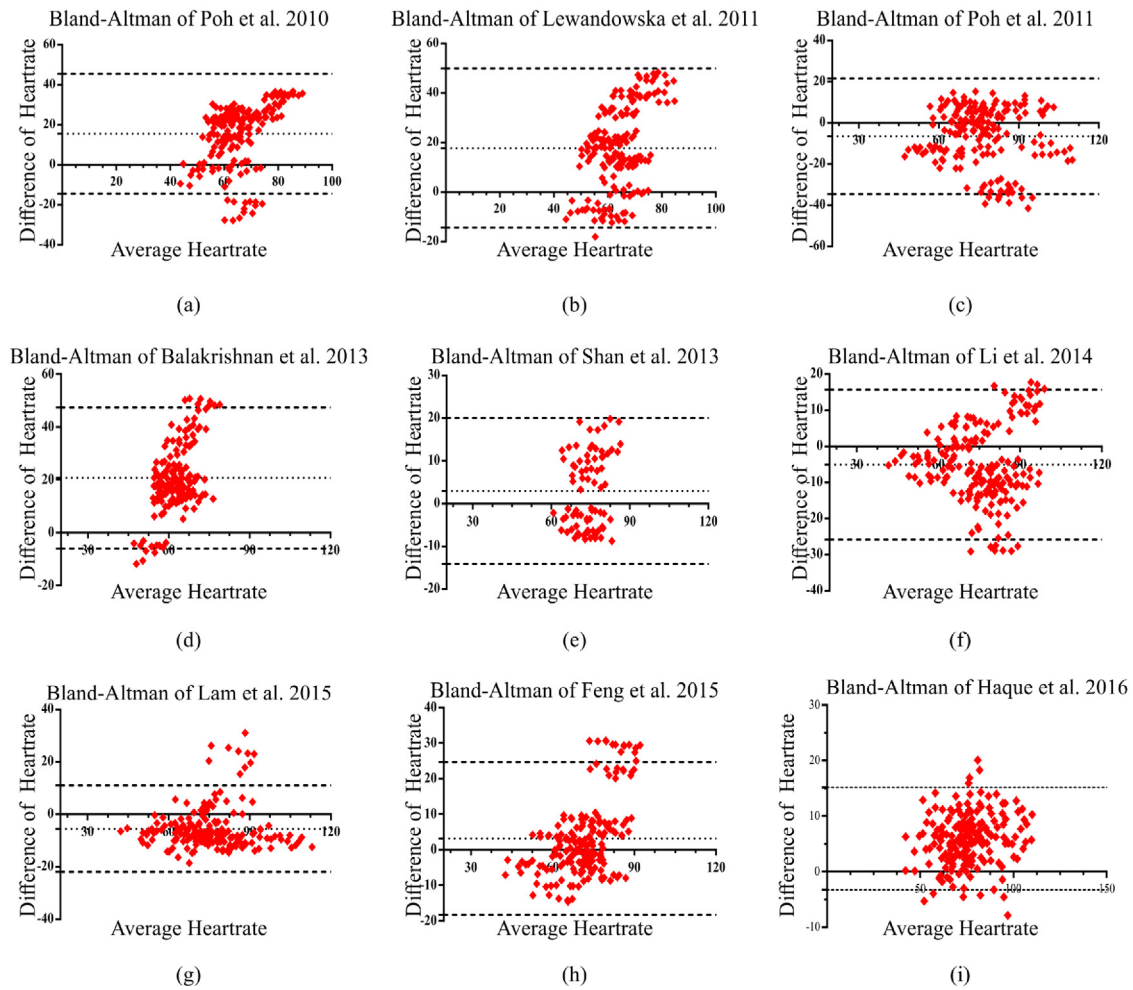 Bland-Altman of Poh et al. 2010
Difference of Heartrate
60
40
20
0
-20
-40
20
40
60
80
100
Average Heartrate
(a)
Bland-Altman of Lewandowska et al. 2011
Difference of Heartrate
60
40
20
0
-20
20
40
60
80
100
Average Heartrate
(b)
Bland-Altman of Poh et al. 2011
Difference of Heartrate
40
20
0
-20
-40
-60
30
60
90
120
Average Heartrate
(c)
Bland-Altman of Balakrishnan et al. 2013
Difference of Heartrate
60
40
20
0
-20
30
60
90
120
Average Heartrate
(d)
Bland-Altman of Shan et al. 2013
Difference of Heartrate
30
20
10
0
-10
-20
30
60
90
120
Average Heartrate
(e)
Bland-Altman of Li et al. 2014
Difference of Heartrate
20
10
0
-10
-20
-30
-40
30
60
90
120
Average Heartrate
(f)
Bland-Altman of Lam et al. 2015
Difference of Heartrate
40
20
0
-20
-40
30
60
90
120
Average Heartrate
(g)
Bland-Altman of Feng et al. 2015
Difference of Heartrate
40
30
20
10
0
10
-20
30
60
90
120
Average Heartrate
(h)
Bland-Altman of Haque et al. 2016
Difference of Heartrate
30
20
10
0
-10
50
100
150
Average Heartrate
(i)